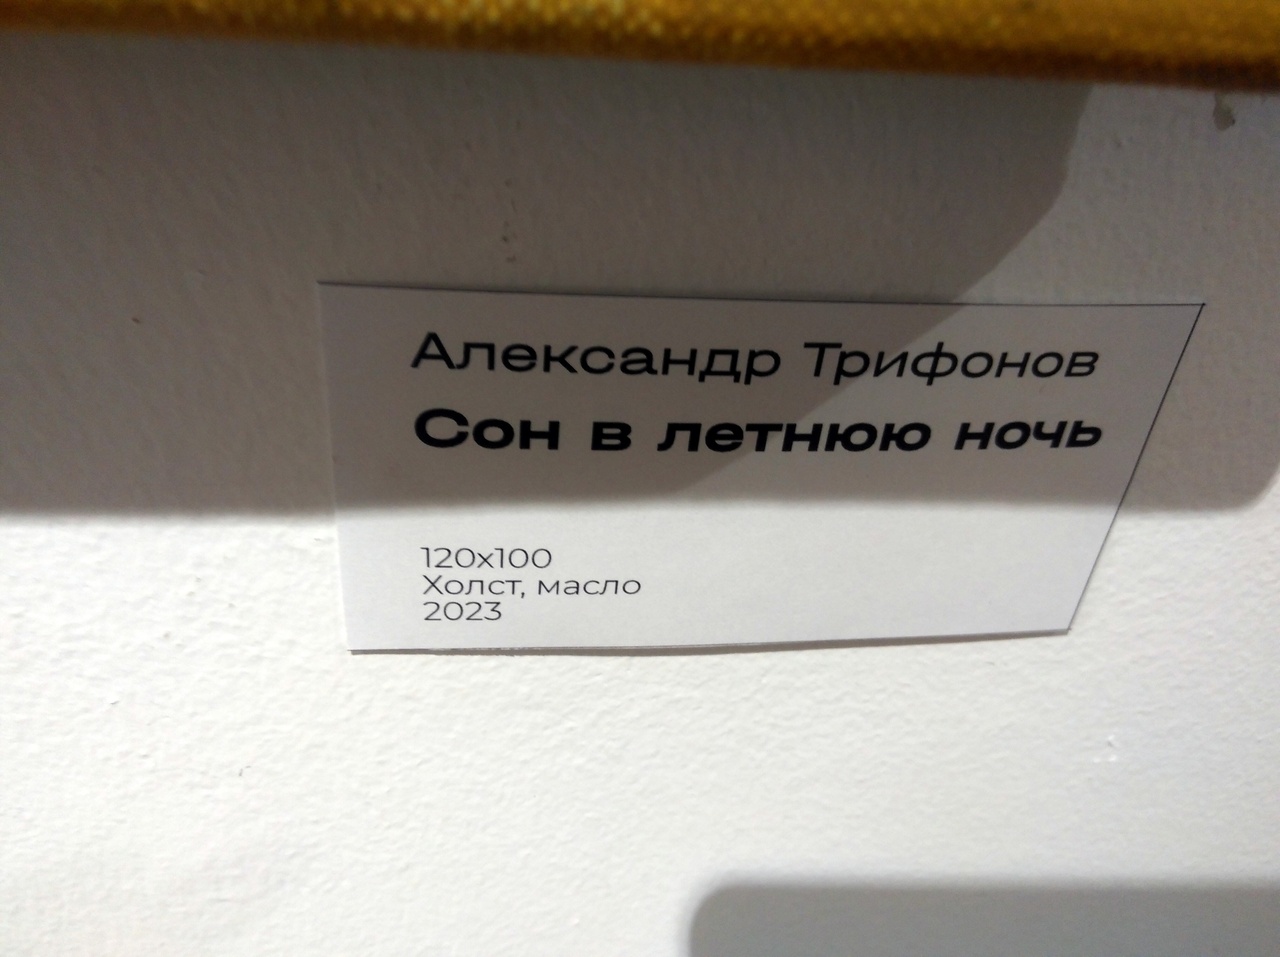 Александр Трифонов
Сон в летнюю ночь
120x100
Холст, масло
2023